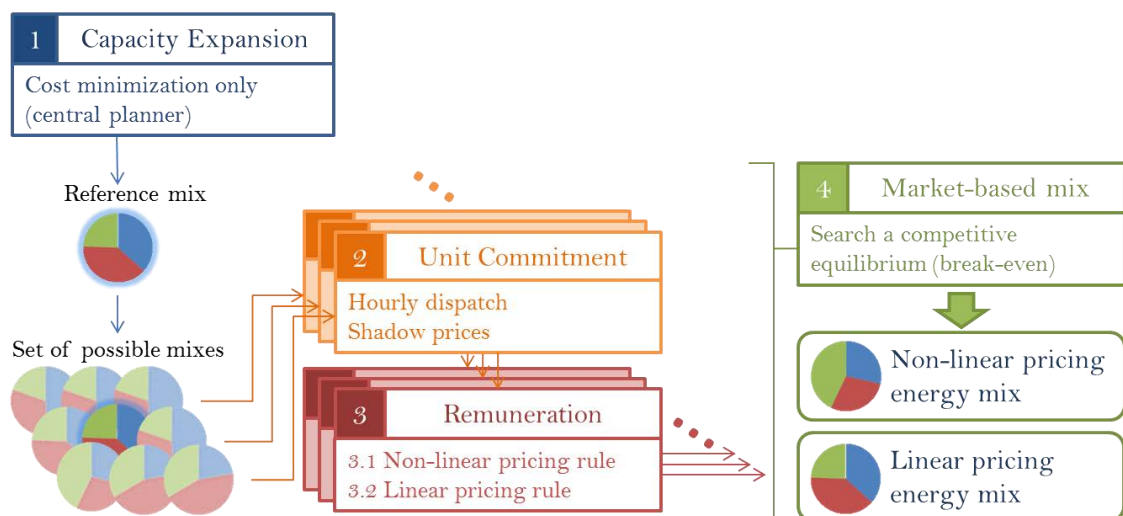 1 Capacity Expansion
Cost minimization only
(central planner)
Reference mix
Set of possible mixes
2 Unit Commitment
Hourly dispatch
Shadow prices
3 Remuneration
3.1 Non-linear pricing rule
3.2 Linear pricing rule
4 Market-based mix
Search a competitive
equilibrium (break-even)
Non-linear pricing
energy mix
Linear pricing
energy mix